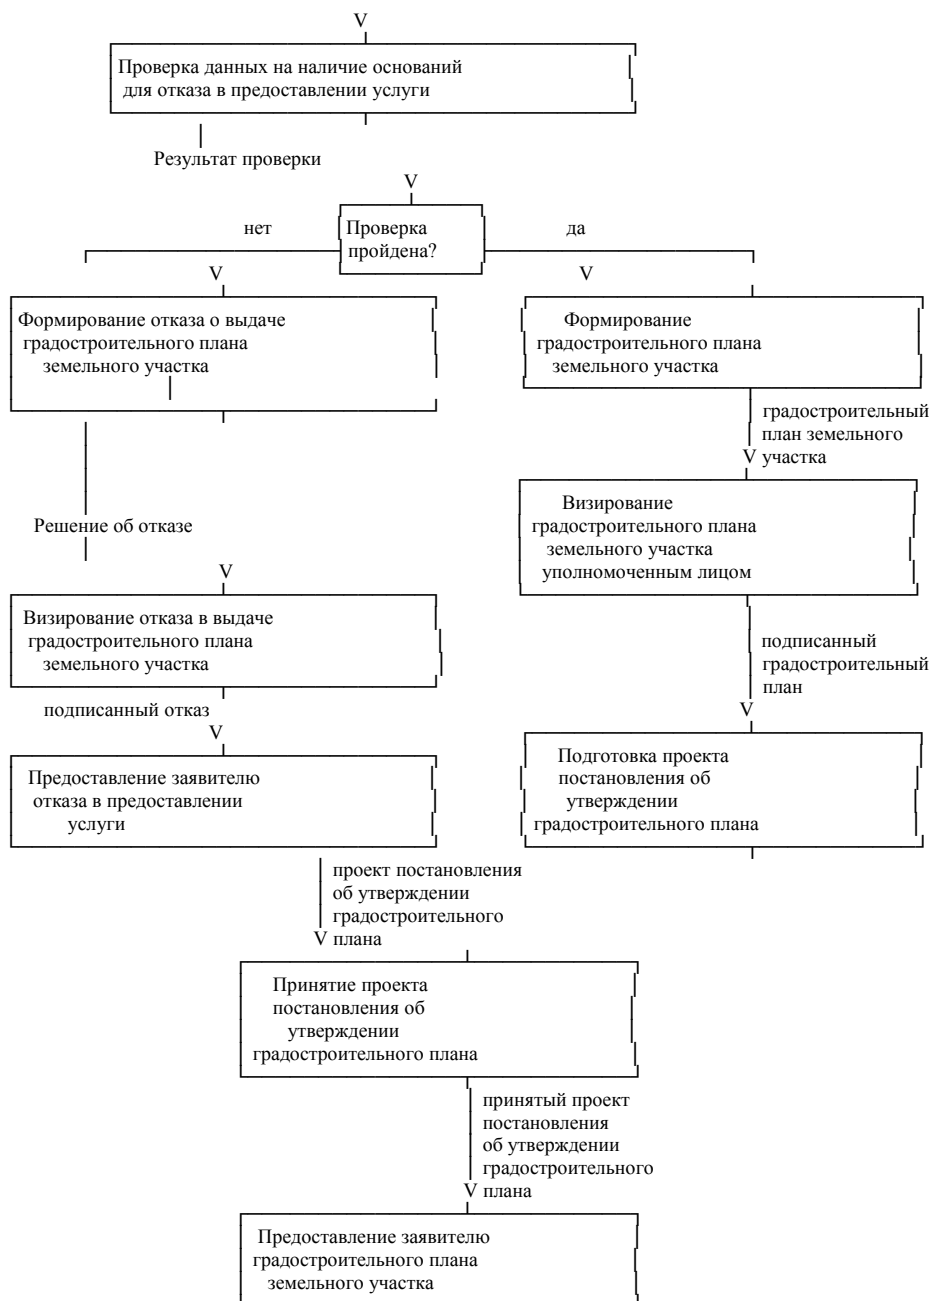 V
Проверка данных на наличие оснований
для отказа в предоставлении услуги
Результат проверки
V
нет
Проверка
да
пройдена?
V
V
Формирование отказа о выдаче
градостроительного плана
земельного участка
Формирование
градостроительного плана
земельного участка
градостроительный
план земельного
V участка
Решение об отказе
Визирование
градостроительного плана
земельного участка
уполномоченным лицом
V
Визирование отказа в выдаче
градостроительного плана
земельного участка
подписанный
градостроительный
план
подписанный отказ
V
V
Предоставление заявителю
отказа в предоставлении
услуги
Подготовка проекта
постановления об
утверждении
градостроительного плана
проект постановления
об утверждении
градостроительного
V плана
Принятие проекта
постановления об
утверждении
градостроительного плана
принятый проект
постановления
об утверждении
градостроительного
V плана
Предоставление заявителю
градостроительного плана
земельного участка